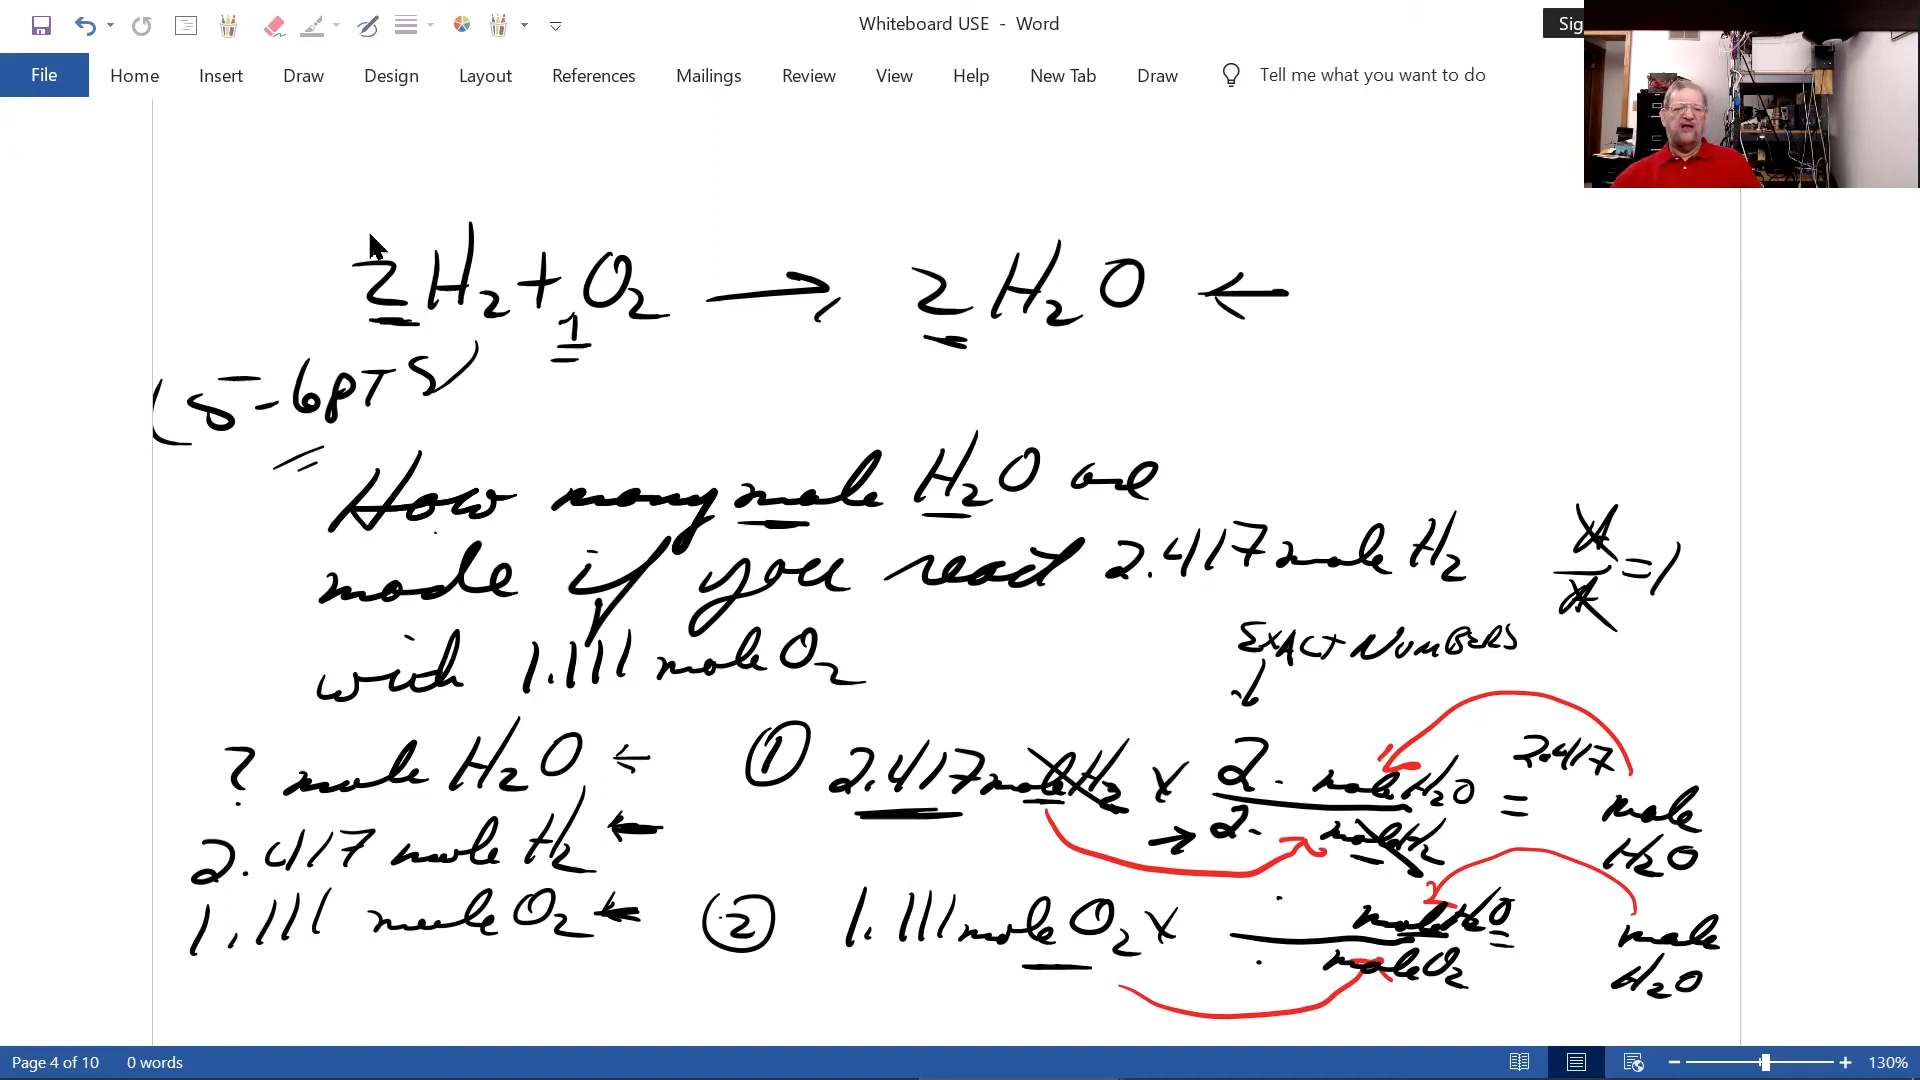 Whiteboard USE - Word
Sig
File Home Insert Draw Design Layout References Mailings Review View Help New Tab Draw Tell me what you want to do
2 H2 + O2 → 2 H2O ←
1
(5-6 PTS)
How many mole H2O are
made if you react 2.417 mole H2
with 1.111 mole O2
x/x = 1
EXACT NUMBERS
↓
? mole H2O ←
2.417 mole H2 ←
1.111 mole O2 ←
① 2.417 mole H2 x 2. mole H2O / 2. mole H2 = 2.417 mole H2O
② 1.111 mole O2 x . mole H2O / . mole O2 = mole H2O
Page 4 of 10 0 words
130%